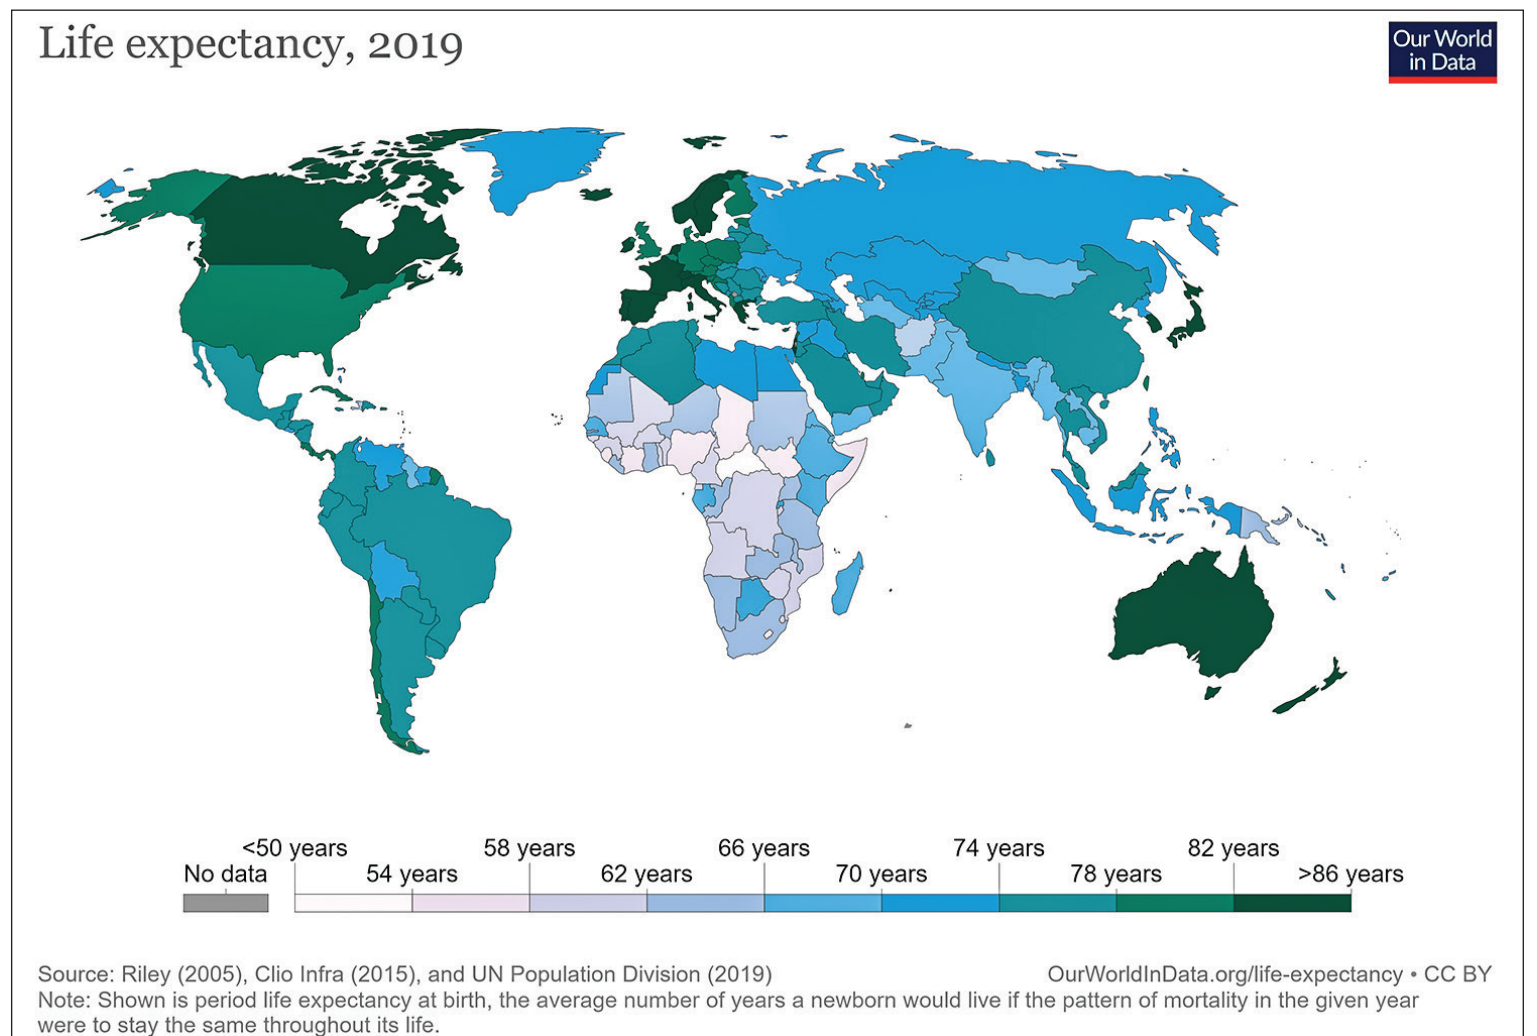 Life expectancy, 2019
Our World
in Data
<50 years
58 years
66 years
74 years
82 years
No data
54 years
62 years
70 years
78 years
>86 years
Source: Riley (2005), Clio Infra (2015), and UN Population Division (2019)
OurWorldInData.org/life-expectancy • CC BY
Note: Shown is period life expectancy at birth, the average number of years a newborn would live if the pattern of mortality in the given year
were to stay the same throughout its life.